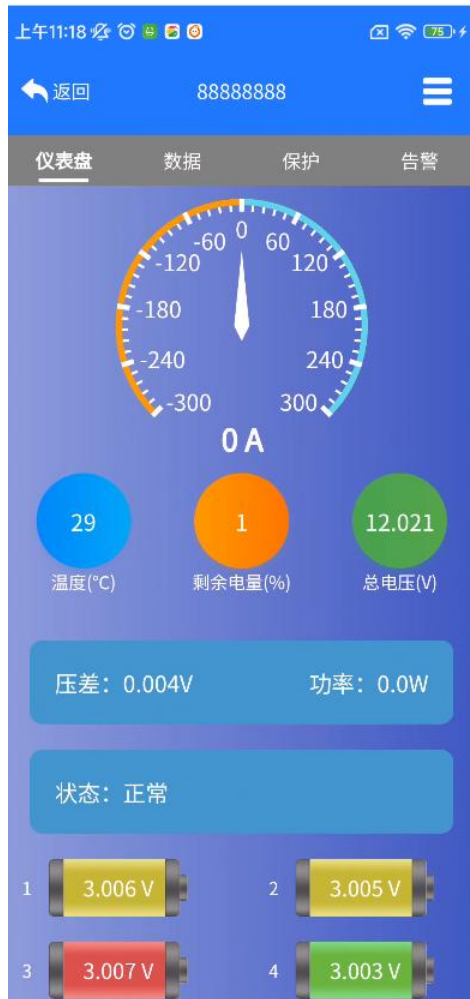 上午11:18
75
返回
88888888
仪表盘 数据 保护 告警
0
-60 60
-120 120
-180 180
-240 240
-300 300
0 A
29 1 12.021
温度(℃) 剩余电量(%) 总电压(V)
压差：0.004V 功率：0.0W
状态：正常
1 3.006 V 2 3.005 V
3 3.007 V 4 3.003 V